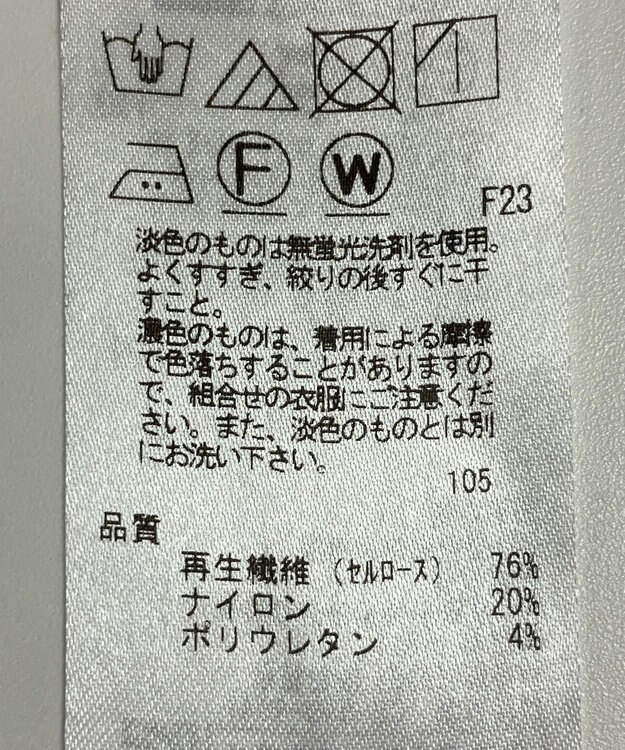 F
W
F23
淡色のものは無蛍光洗剤を使用。
よくすすぎ、絞りの後すぐに干
すこと。
濃色のものは、着用による摩擦
で色落ちすることがありますの
で、組合せの衣服にご注意くだ
さい。また、淡色のものとは別
にお洗い下さい。
105
品質
再生繊維（セルロース） 76%
ナイロン 20%
ポリウレタン 4%